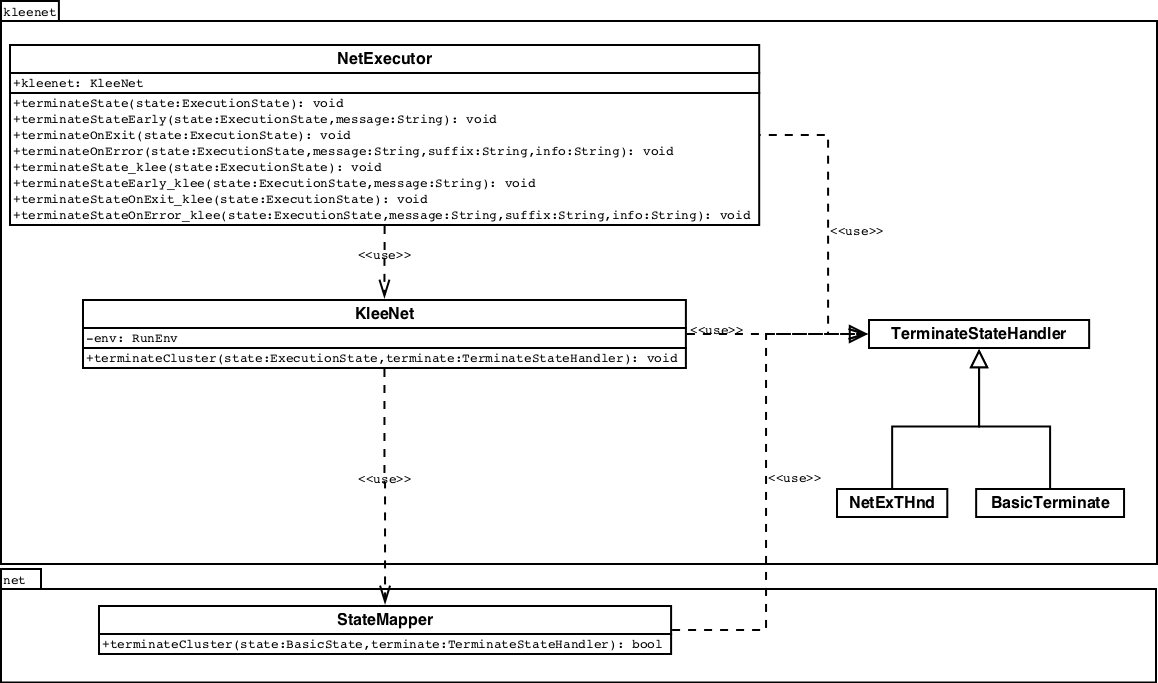 kleenet
NetExecutor
+kleenet: KleeNet
+terminateState(state:ExecutionState): void
+terminateStateEarly(state:ExecutionState,message:String): void
+terminateOnExit(state:ExecutionState): void
+terminateOnError(state:ExecutionState,message:String,suffix:String,info:String): void
+terminateState_klee(state:ExecutionState): void
+terminateStateEarly_klee(state:ExecutionState,message:String): void
+terminateStateOnExit_klee(state:ExecutionState): void
+terminateStateOnError_klee(state:ExecutionState,message:String,suffix:String,info:String): void
<<use>>
<<use>>
KleeNet
-env: RunEnv
+terminateCluster(state:ExecutionState,terminate:TerminateStateHandler): void
<<use>>
TerminateStateHandler
<<use>>
<<use>>
NetExTHnd
BasicTerminate
net
StateMapper
+terminateCluster(state:BasicState,terminate:TerminateStateHandler): bool